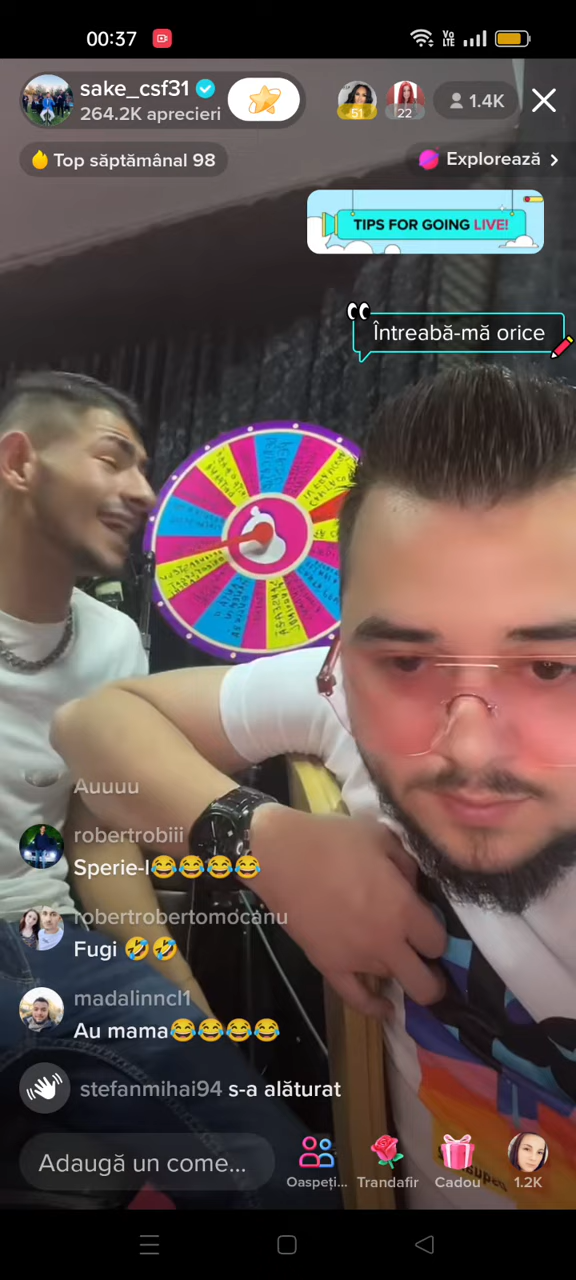 00:37
Vo
LTE
sake_csf31
264.2K aprecieri
51
22
1.4K
Top săptămânal 98
Explorează
TIPS FOR GOING LIVE!
Întreabă-mă orice
Auuuu
robertrobiii
Sperie-l😂😂😂😂
robertrobertomocanu
Fugi 🤣🤣
madalinncl1
Au mama😂😂😂😂
stefanmihai94 s-a alăturat
Adaugă un come...
Oaspeți...
Trandafir
Cadou
1.2K